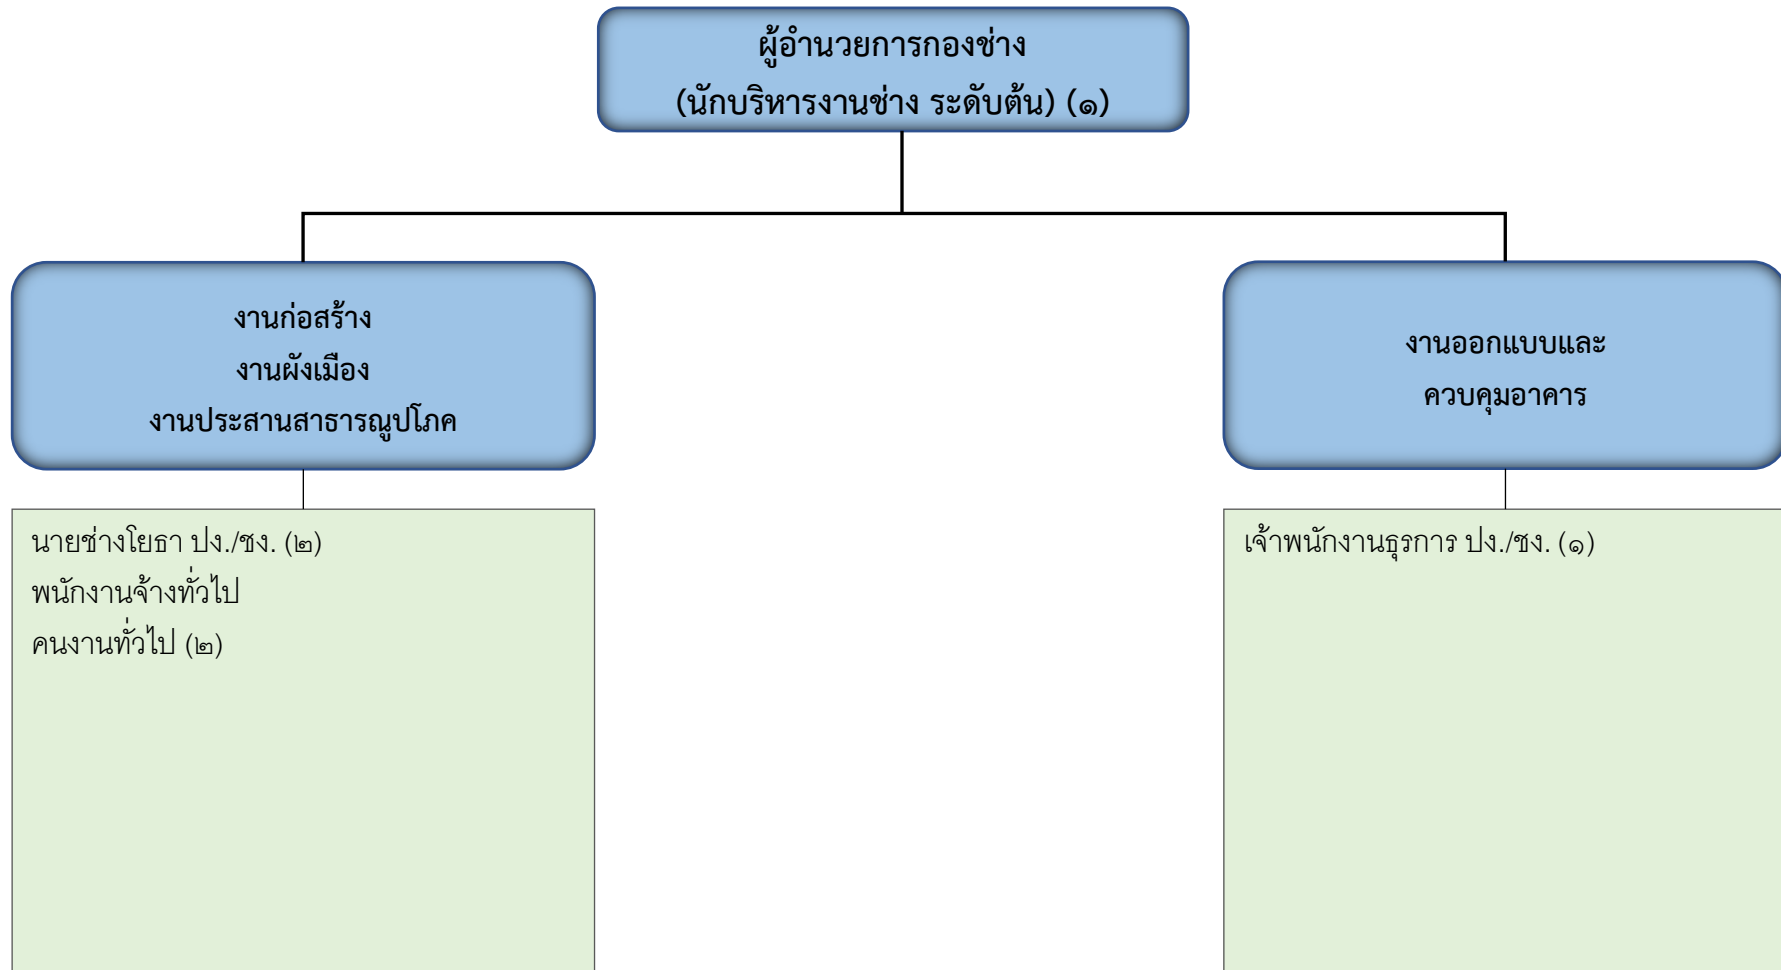 ผู้อำนวยการกองช่าง
(นักบริหารงานช่าง ระดับต้น) (๑)
งานก่อสร้าง
งานผังเมือง
งานประสานสาธารณูปโภค
งานออกแบบและ
ควบคุมอาคาร
นายช่างโยธา ปง./ชง. (๒)
พนักงานจ้างทั่วไป
คนงานทั่วไป (๒)
เจ้าพนักงานธุรการ ปง./ชง. (๑)